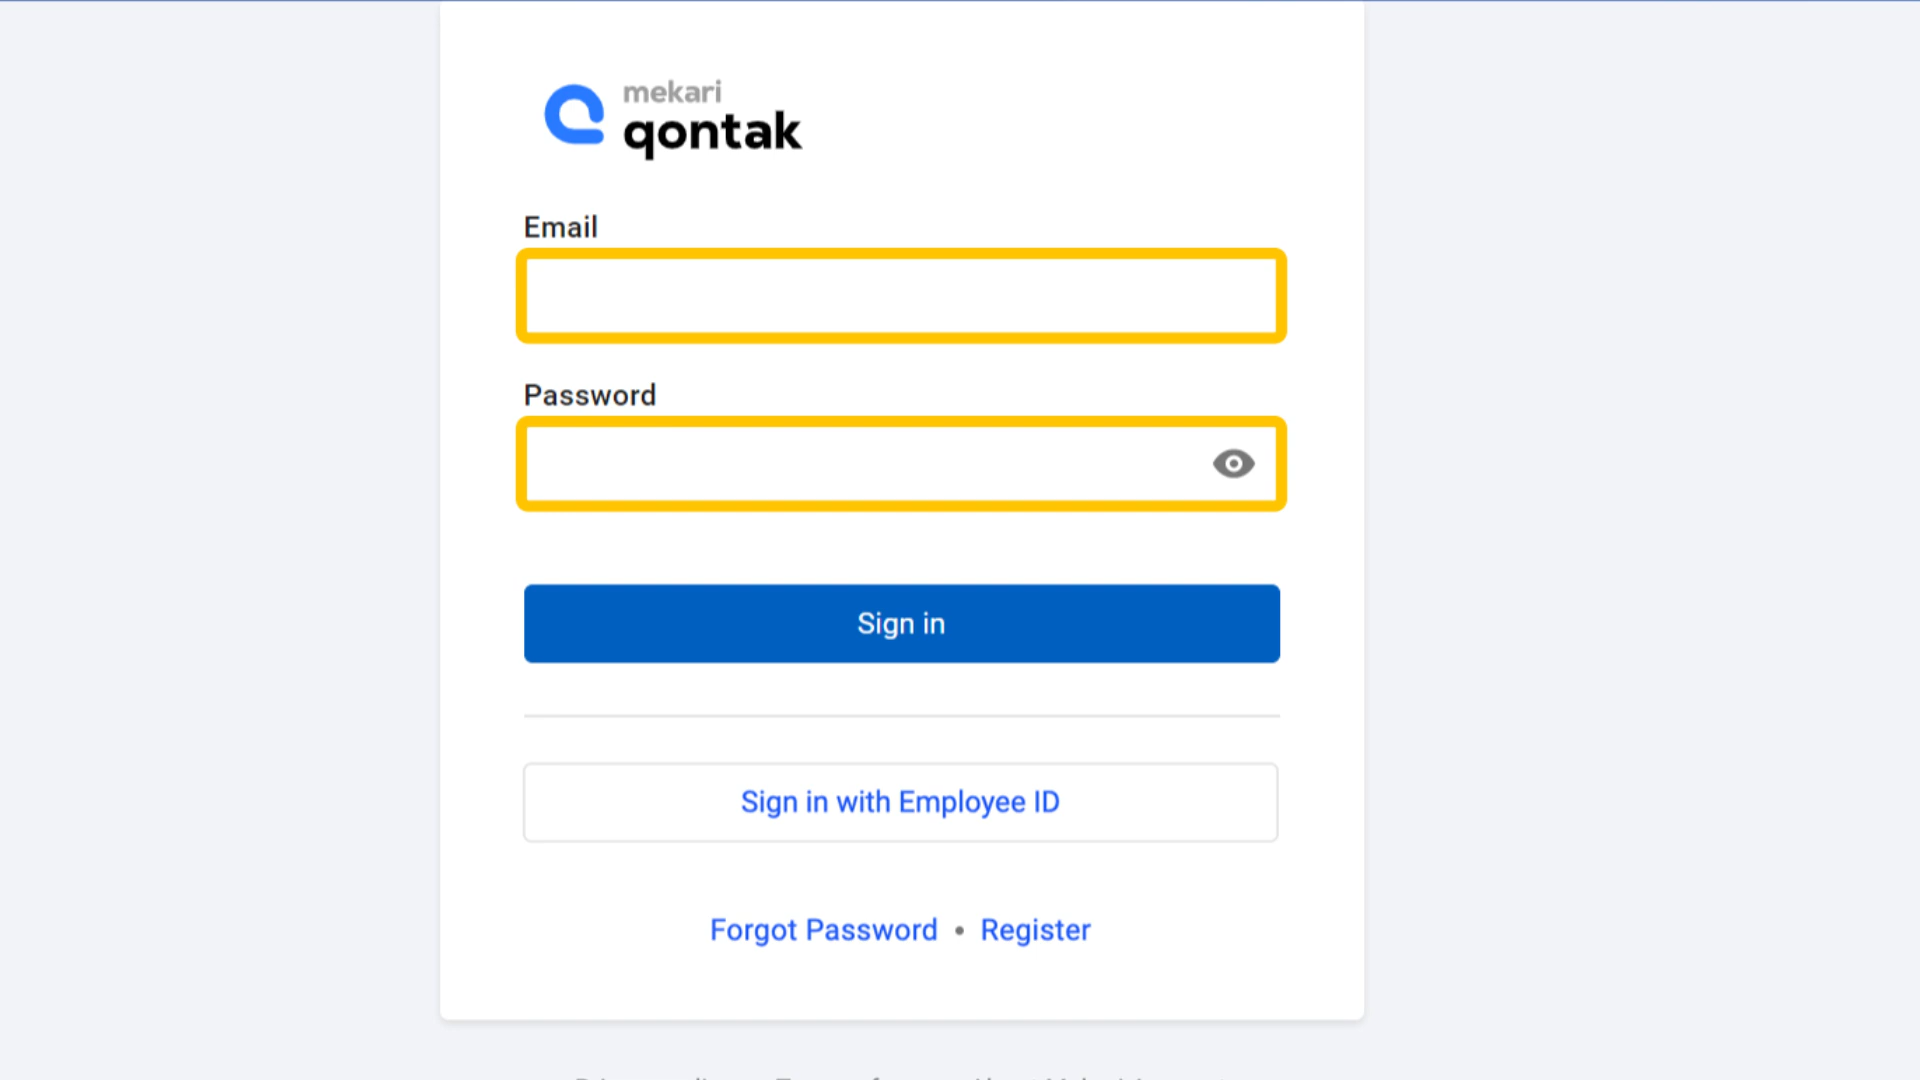 mekari
qontak
Email
Password
Sign in
Sign in with Employee ID
Forgot Password • Register